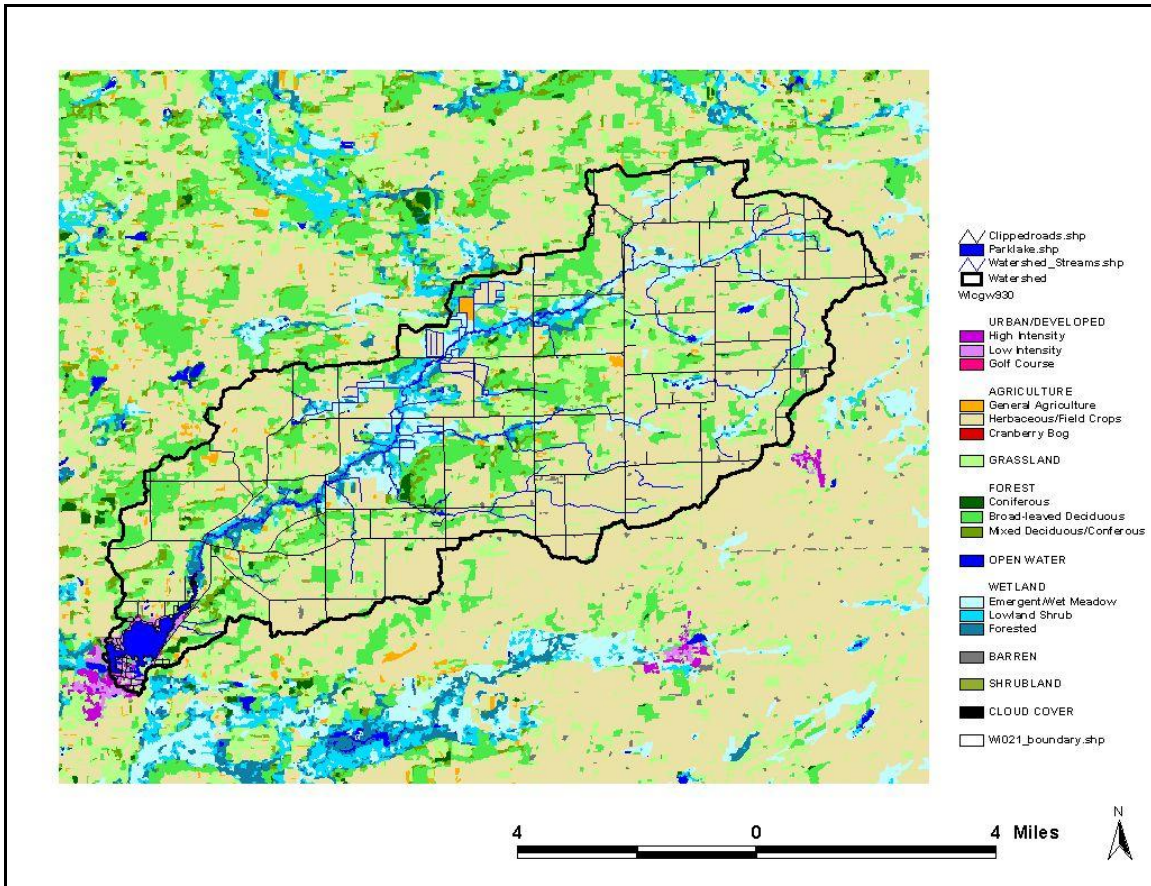 Clippedroads.shp
Parklake.shp
Watershed_Streams.shp
Watershed
Wlcgw930
URBAN/DEVELOPED
High Intensity
Low Intensity
Golf Course
AGRICULTURE
General Agriculture
Herbaceous/Field Crops
Cranberry Bog
GRASSLAND
FOREST
Coniferous
Broad-leaved Deciduous
Mixed Deciduous/Conferous
OPEN WATER
WETLAND
Emergent/Wet Meadow
Lowland Shrub
Forested
BARREN
SHRUBLAND
CLOUD COVER
WI021_boundary.shp
4 0 4 Miles
N